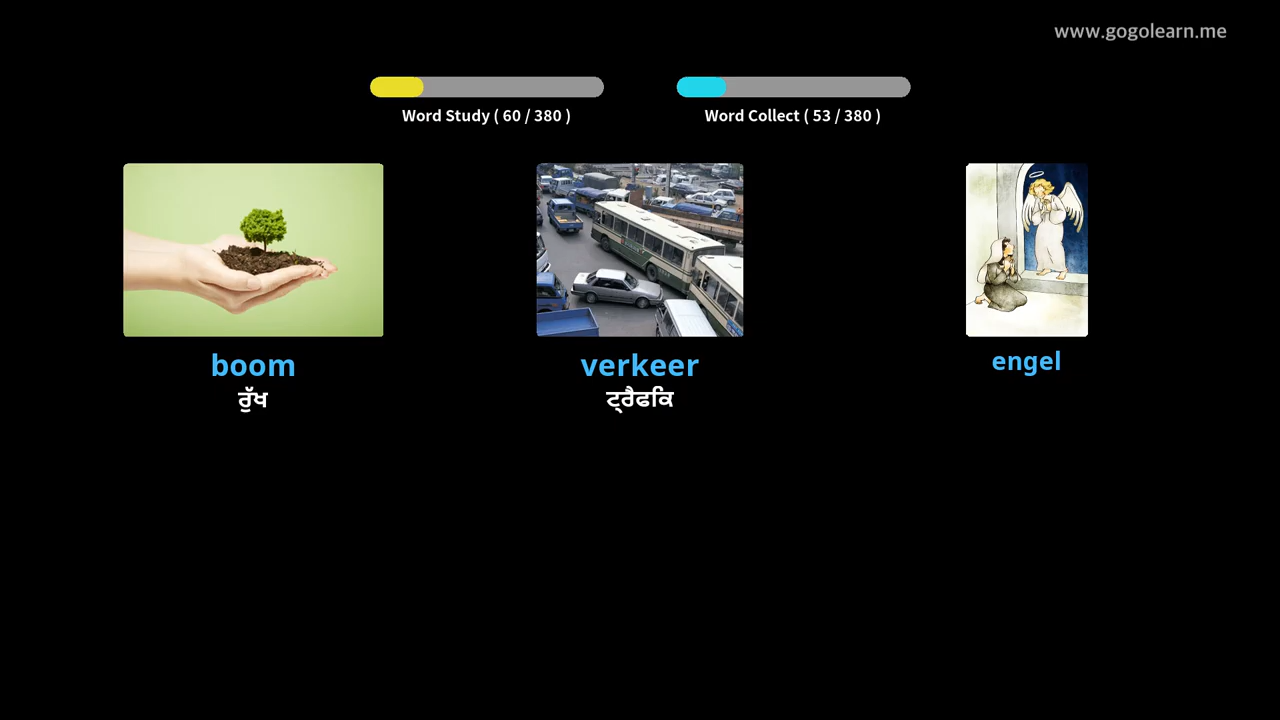 www.gogolearn.me
Word Study ( 60 / 380 )
Word Collect ( 53 / 380 )
boom
verkeer
engel
ਰੁੱਖ
ਟ੍ਰੈਫਿਕ